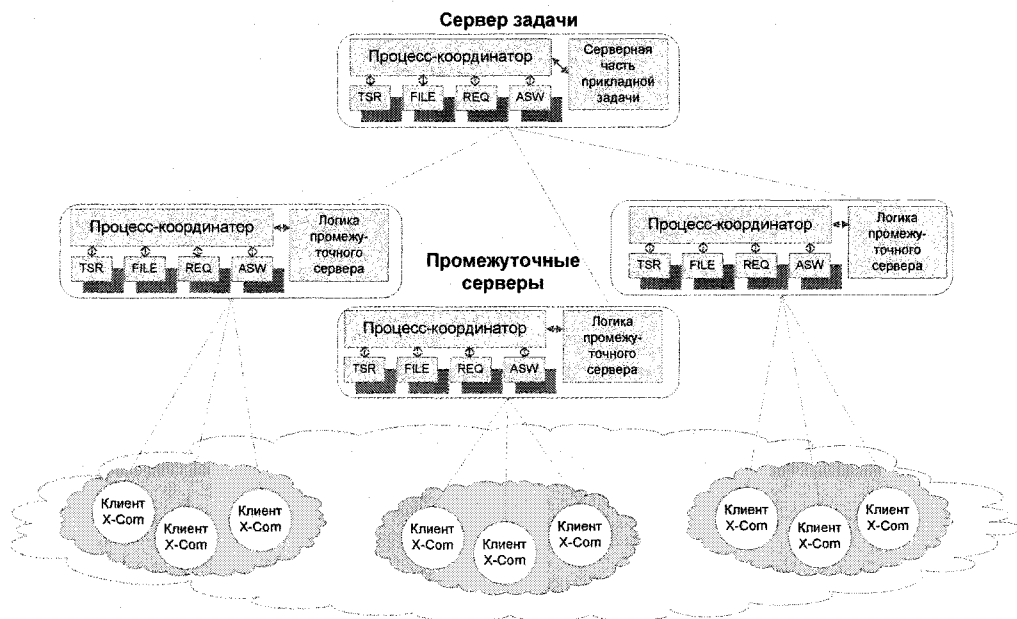 Сервер задачи
Процесс-координатор
Серверная
часть
прикладной
задачи
TSR
FILE
REQ
ASW
Процесс-координатор
Логика
промежу-
точного
сервера
TSR
FILE
REQ
ASW
Промежуточные
серверы
Процесс-координатор
Логика
промежу-
точного
сервера
TSR
FILE
REQ
ASW
Процесс-координатор
Логика
промежу-
точного
сервера
TSR
FILE
REQ
ASW
Клиент
X-Com
Клиент
X-Com
Клиент
X-Com
Клиент
X-Com
Клиент
X-Com
Клиент
X-Com
Клиент
X-Com
Клиент
X-Com
Клиент
X-Com